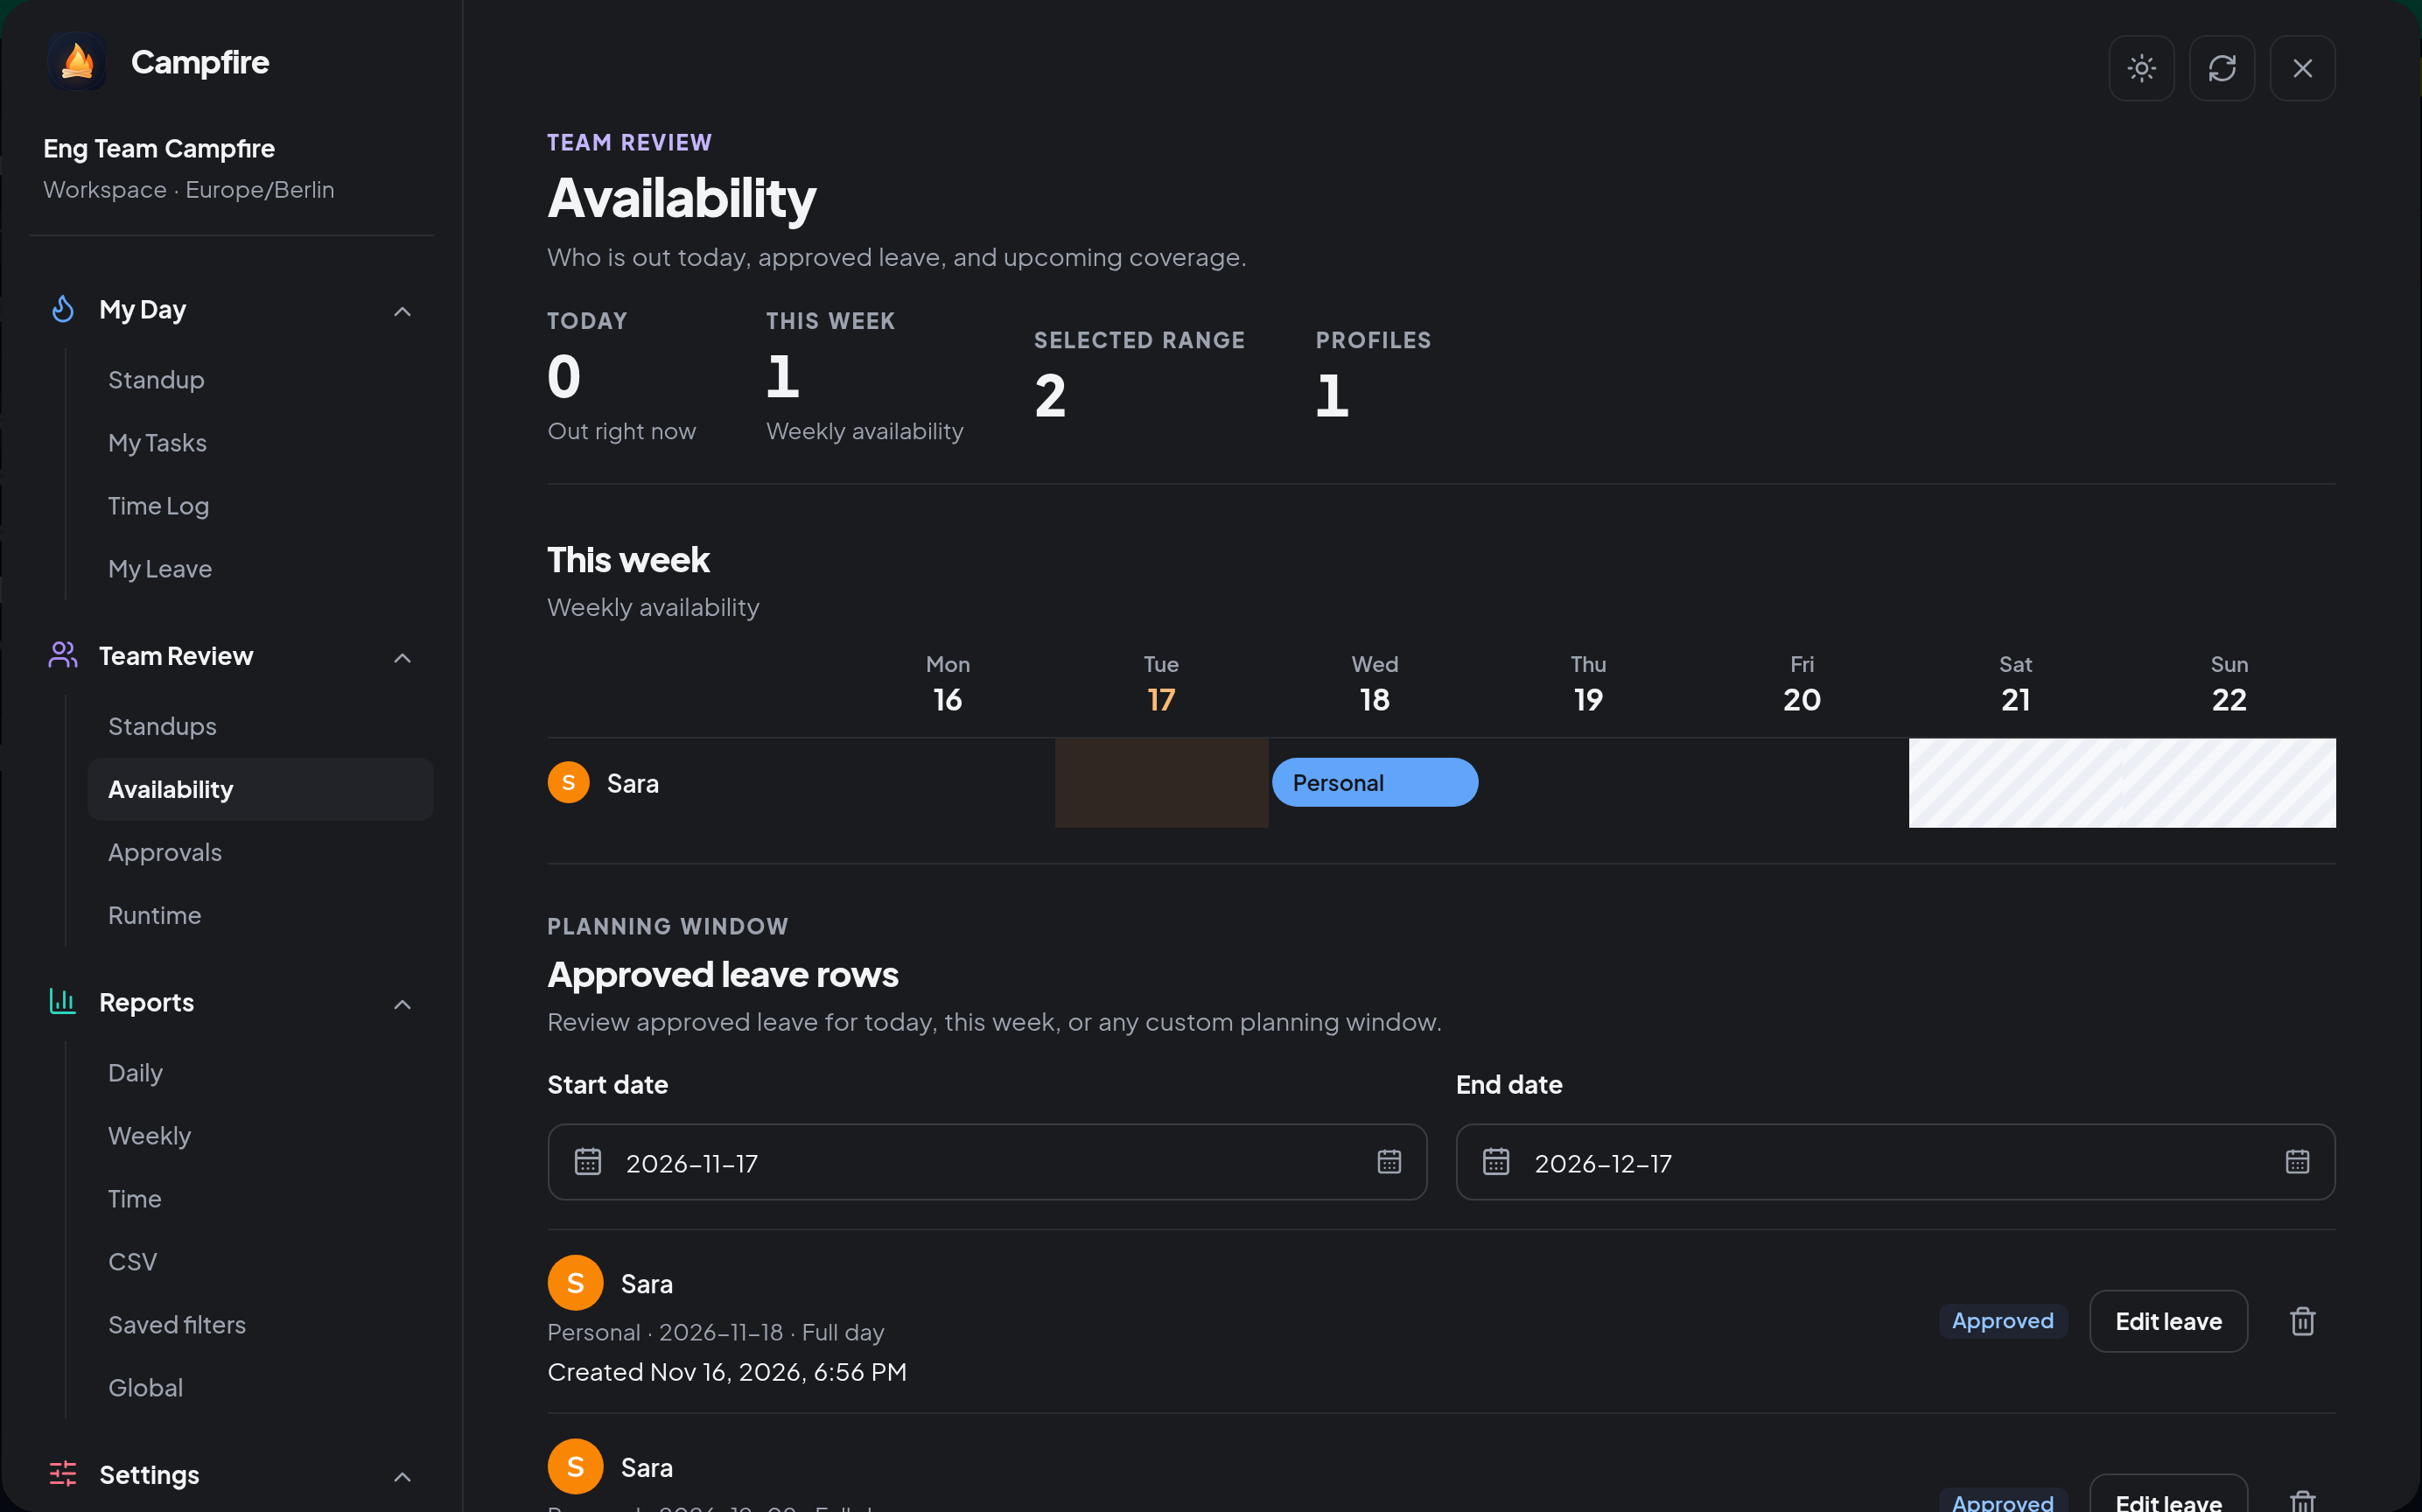 Campfire
Eng Team Campfire
Workspace · Europe/Berlin
My Day
Standup
My Tasks
Time Log
My Leave
Team Review
Standups
Availability
Approvals
Runtime
Reports
Daily
Weekly
Time
CSV
Saved filters
Global
Settings
TEAM REVIEW
Availability
Who is out today, approved leave, and upcoming coverage.
TODAY
0
Out right now
THIS WEEK
1
Weekly availability
SELECTED RANGE
2
PROFILES
1
This week
Weekly availability
Mon Tue Wed Thu Fri Sat Sun
16 17 18 19 20 21 22
S Sara Personal
PLANNING WINDOW
Approved leave rows
Review approved leave for today, this week, or any custom planning window.
Start date End date
2026-11-17 2026-12-17
S Sara
Personal · 2026-11-18 · Full day
Created Nov 16, 2026, 6:56 PM
Approved Edit leave
S Sara
Approved Edit leave